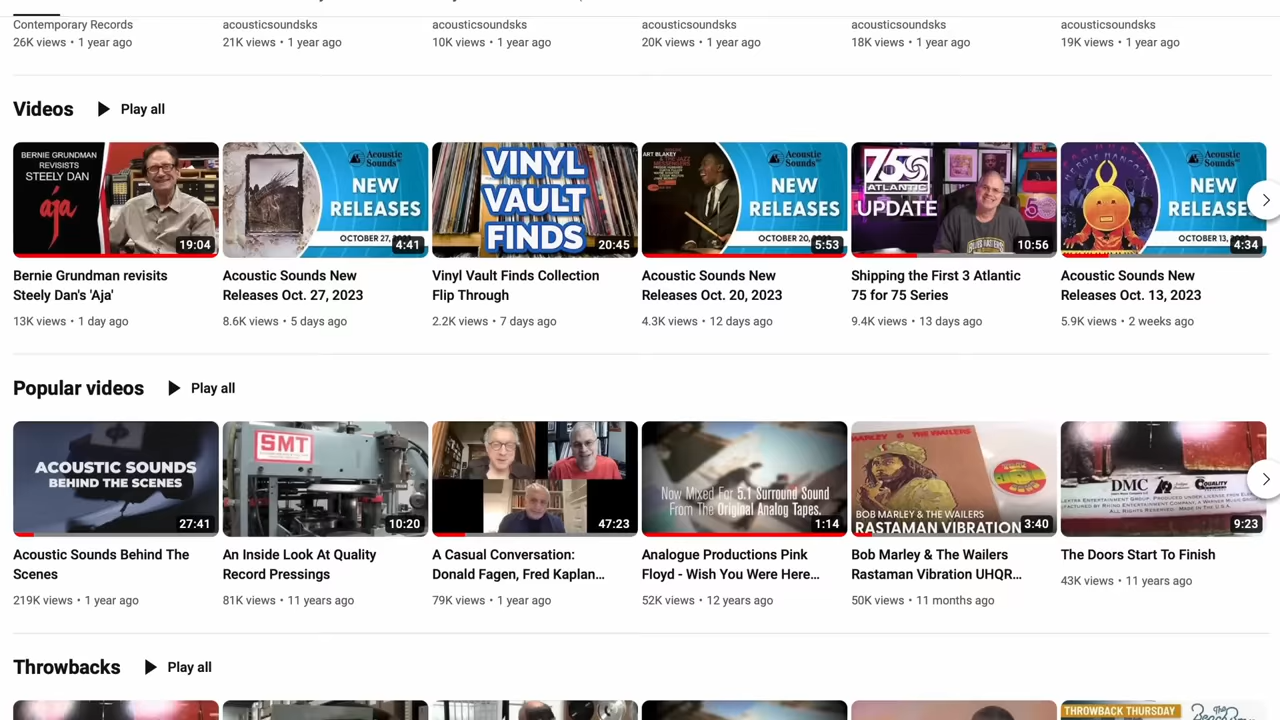 Contemporary Records
acousticsoundsks
acousticsoundsks
acousticsoundsks
acousticsoundsks
acousticsoundsks
26K views • 1 year ago
21K views • 1 year ago
10K views • 1 year ago
20K views • 1 year ago
18K views • 1 year ago
19K views • 1 year ago
Videos
Play all
BERNIE GRUNDMAN
REVISITS
STEELY DAN
aja
19:04
Acoustic
Sounds
NEW
RELEASES
OCTOBER 27,
4:41
VINYL
VAULT
FINDS
20:45
ART BLAKEY
Acoustic
Sounds
NEW
RELEASES
OCTOBER 20,
5:53
75
ATLANTIC
UPDATE
10:56
Acoustic
Sounds
NEW
RELEASES
OCTOBER 13,
4:34
Bernie Grundman revisits
Steely Dan's 'Aja'
13K views • 1 day ago
Acoustic Sounds New
Releases Oct. 27, 2023
8.6K views • 5 days ago
Vinyl Vault Finds Collection
Flip Through
2.2K views • 7 days ago
Acoustic Sounds New
Releases Oct. 20, 2023
4.3K views • 12 days ago
Shipping the First 3 Atlantic
75 for 75 Series
9.4K views • 13 days ago
Acoustic Sounds New
Releases Oct. 13, 2023
5.9K views • 2 weeks ago
Popular videos
Play all
ACOUSTIC SOUNDS
BEHIND THE SCENES
27:41
SMT
10:20
47:23
Now Mixed For 5.1 Surround Sound
From The Original Analog Tapes.
1:14
MARLEY & THE WAILERS
BOB MARLEY & THE WAILERS
RASTAMAN VIBRATION
3:40
DMC
QUALITY
9:23
Acoustic Sounds Behind The
Scenes
219K views • 1 year ago
An Inside Look At Quality
Record Pressings
81K views • 11 years ago
A Casual Conversation:
Donald Fagen, Fred Kaplan...
79K views • 1 year ago
Analogue Productions Pink
Floyd - Wish You Were Here...
52K views • 12 years ago
Bob Marley & The Wailers
Rastaman Vibration UHQR...
50K views • 11 months ago
The Doors Start To Finish
43K views • 11 years ago
Throwbacks
Play all
THROWBACK THURSDAY